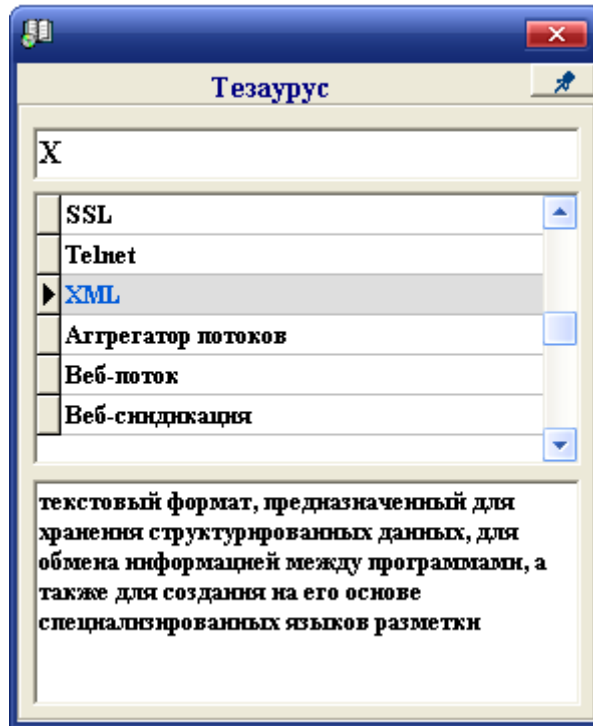 Тезаурус
X
SSL
Telnet
XML
Аггрегатор потоков
Веб-поток
Веб-синдикация
текстовый формат, предназначенный для
хранения структурированных данных, для
обмена информацией между программами, а
также для создания на его основе
специализированных языков разметки